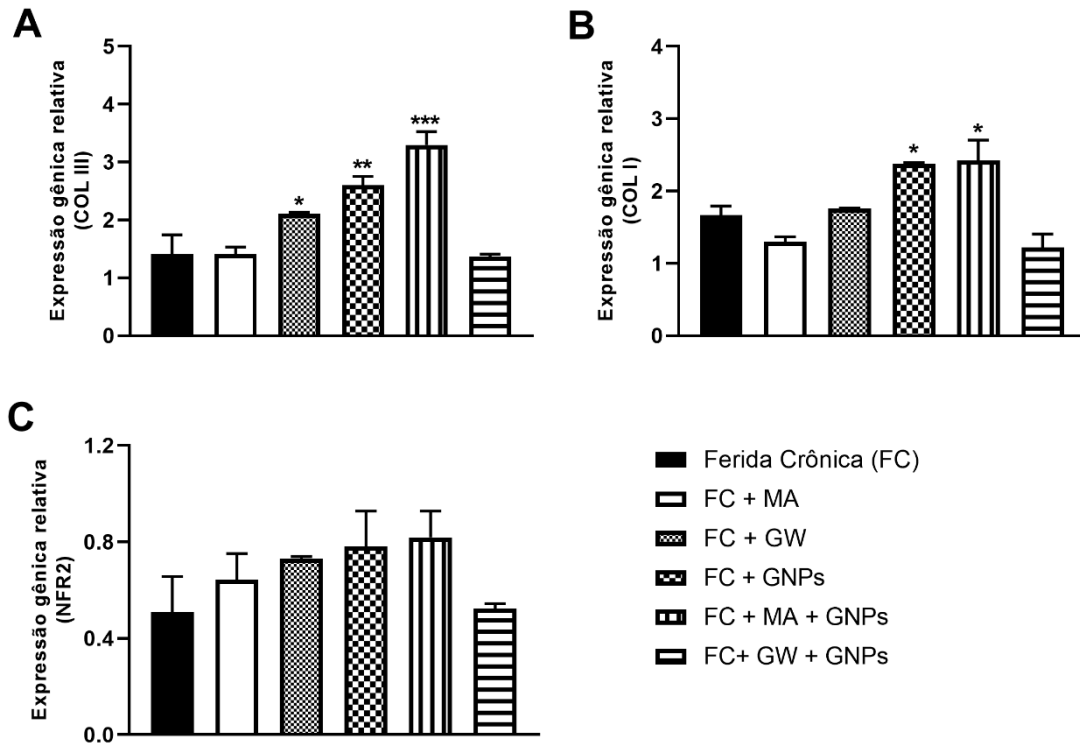 A
Expressão gênica relativa
(COL III)
5
4
3
2
1
0
*
**
***
B
Expressão gênica relativa
(COL I)
4
3
2
1
0
*
*
C
Expressão gênica relativa
(NFR2)
1.2
0.8
0.4
0.0
Ferida Crônica (FC)
FC + MA
FC + GW
FC + GNPs
FC + MA + GNPs
FC+ GW + GNPs